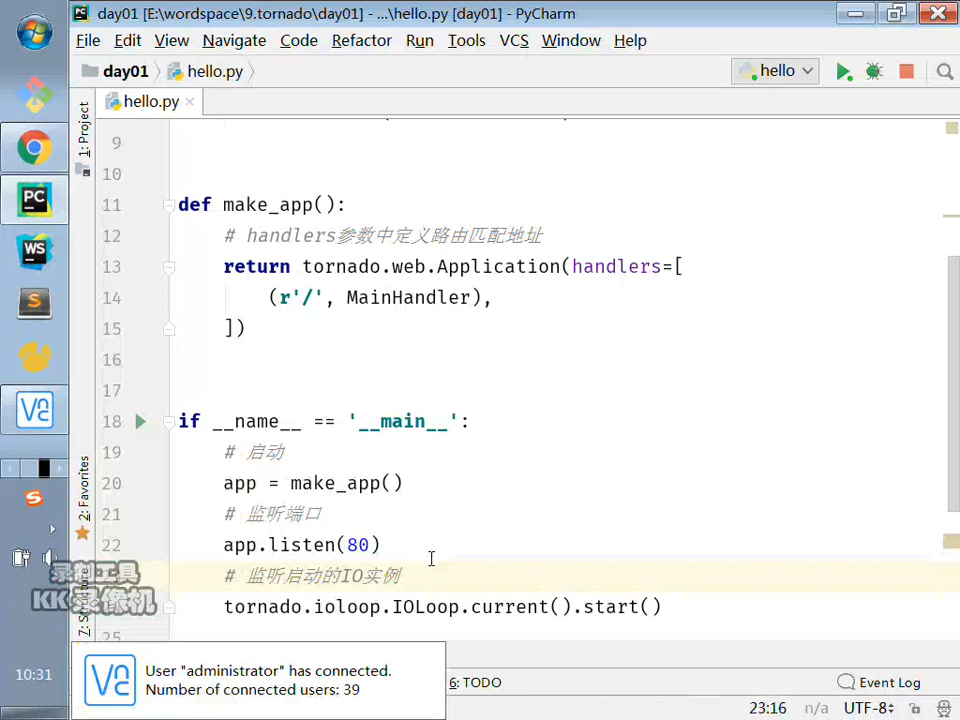 day01 [E:\wordspace\9.tornado\day01] - ...\hello.py [day01] - PyCharm
File Edit View Navigate Code Refactor Run Tools VCS Window Help
day01 hello.py hello
hello.py
1: Project
9
10
11 def make_app():
12 # handlers参数中定义路由匹配地址
13 return tornado.web.Application(handlers=[
14 (r'/', MainHandler),
15 ])
16
17
18 if __name__ == '__main__':
19 # 启动
20 app = make_app()
21 # 监听端口
22 app.listen(80)
# 监听启动的IO实例
tornado.ioloop.IOLoop.current().start()
25
2: Favorites
7: Structure
录制工具
KK录像机
PC
WS
10:31
User "administrator" has connected.
Number of connected users: 39
6: TODO
Event Log
23:16 n/a UTF-8